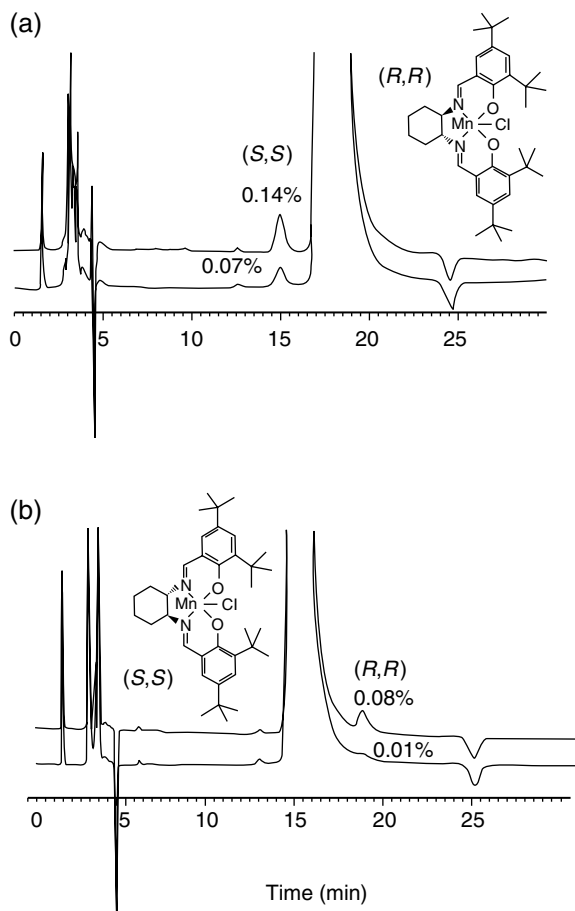 (a)
(R,R)
N
O
Mn
Cl
N
O
(S,S)
0.14%
0.07%
0 5 10 15 20 25
(b)
N
O
Mn
Cl
N
O
(S,S)
(R,R)
0.08%
0.01%
0 5 10 15 20 25
Time (min)